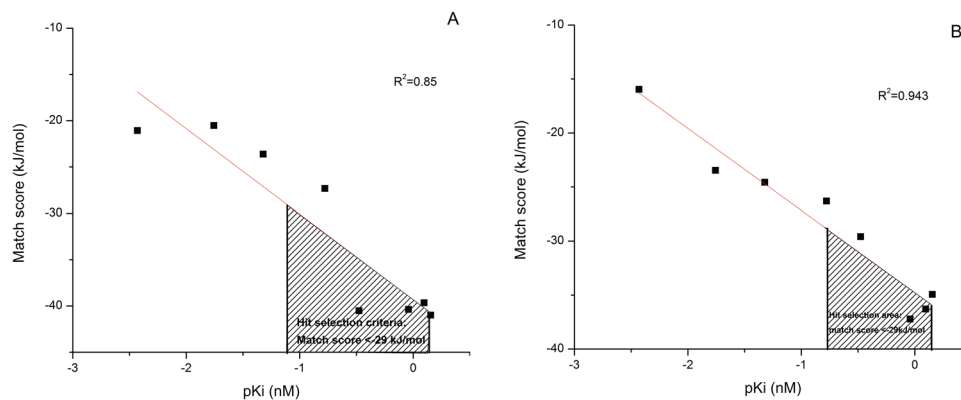 A
R²=0.85
Match score (kJ/mol)
-10
-20
-30
-40
Hit selection criteria:
Match score <-29 kJ/mol
-3
-2
-1
0
pKi (nM)
B
R²=0.943
Match score (kJ/mol)
-10
-20
-30
-40
Hit selection area:
match score <-29kJ/mol
-3
-2
-1
0
pKi (nM)